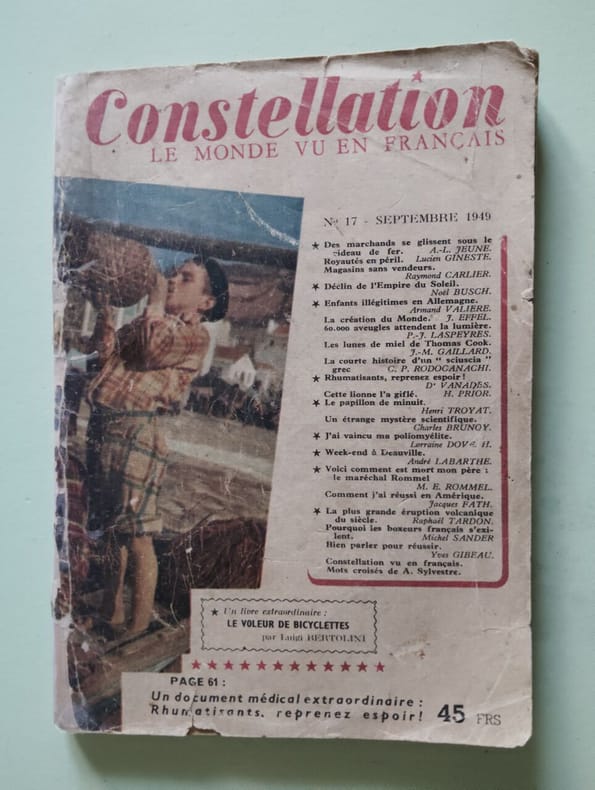 Constellation
LE MONDE VU EN FRANÇAIS
N° 17 - SEPTEMBRE 1949
★ Des marchands se glissent sous le
rideau de fer. A.-L. JEUNE.
Royautés en péril. Lucien GINESTE.
Magasins sans vendeurs.
Raymond CARLIER.
★ Déclin de l'Empire du Soleil.
Noël BUSCH.
★ Enfants illégitimes en Allemagne.
Armand VALIERE.
La création du Monde. J. EFFEL.
60.000 aveugles attendent la lumière.
P.-J. LASPEYRES.
Les lunes de miel de Thomas Cook.
J.-M. GAILLARD.
La courte histoire d'un " sciuscia "
grec C. P. RODOCANACHI.
★ Rhumatisants, reprenez espoir !
Dr VANADES.
Cette lionne l'a giflé. H. PRIOR.
★ Le papillon de minuit.
Henri TROYAT.
Un étrange mystère scientifique.
Charles BRUNOY.
★ J'ai vaincu ma poliomyélite.
Lorraine H.
★ Week-end à Deauville.
André LABARTHE.
★ Voici comment est mort mon père :
le maréchal Rommel
M. E. ROMMEL.
Comment j'ai réussi en Amérique.
Jacques FATH.
★ La plus grande éruption volcanique
du siècle. Raphaël TARDON.
Pourquoi les boxeurs français s'exi-
lent. Michel SANDER
Bien parler pour réussir.
Yves GIBEAU.
Constellation vu en français.
Mots croisés de A. Sylvestre.
★ Un livre extraordinaire :
LE VOLEUR DE BICYCLETTES
par Luigi BERTOLINI
★★★★★★★★★★★★
PAGE 61 :
Un document médical extraordinaire :
Rhumatisants, reprenez espoir! 45 FRS